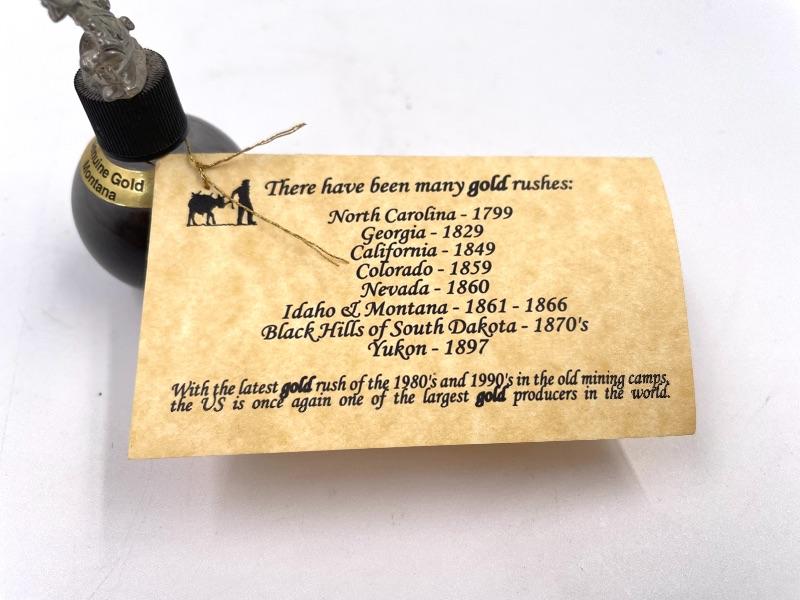 Gold
Montana
There have been many gold rushes:
North Carolina - 1799
Georgia - 1829
California - 1849
Colorado - 1859
Nevada - 1860
Idaho & Montana - 1861 - 1866
Black Hills of South Dakota - 1870's
Yukon - 1897
With the latest gold rush of the 1980's and 1990's in the old mining camps,
the US is once again one of the largest gold producers in the world.